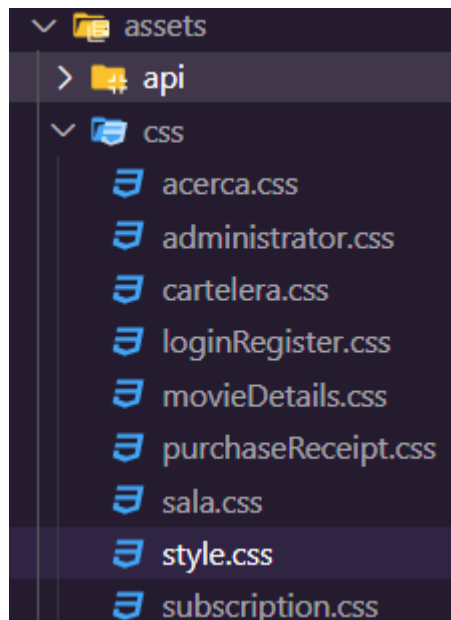 assets
api
css
acerca.css
administrator.css
cartelera.css
loginRegister.css
movieDetails.css
purchaseReceipt.css
sala.css
style.css
subscription.css